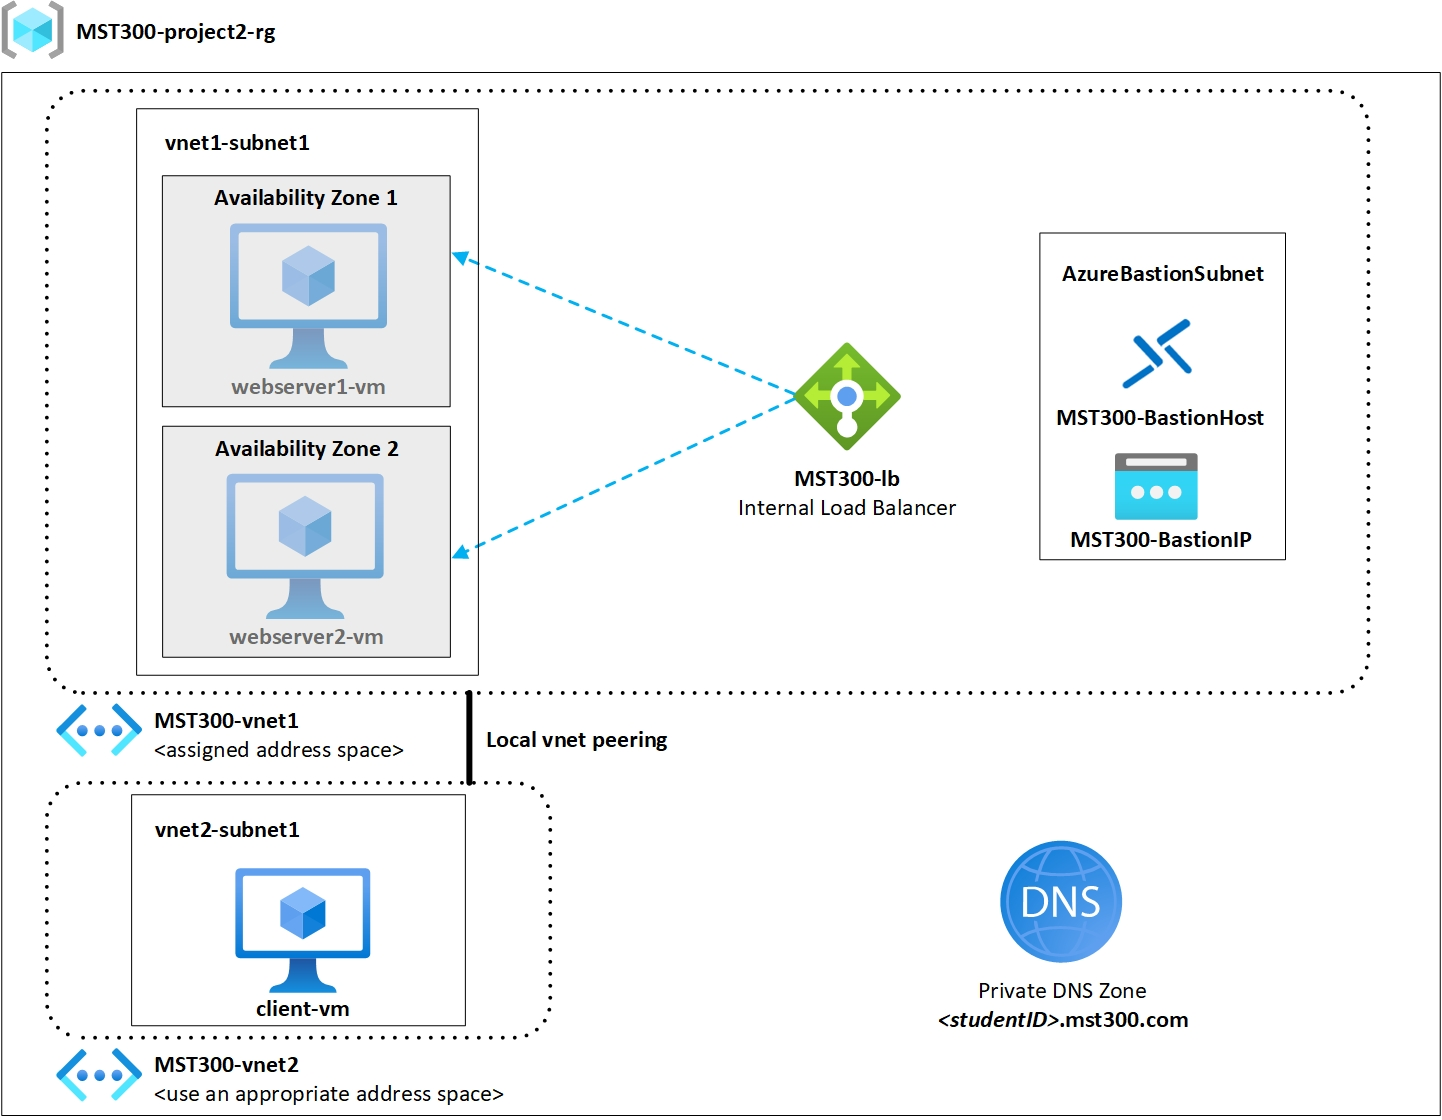 MST300-project2-rg
vnet1-subnet1
Availability Zone 1
webserver1-vm
Availability Zone 2
webserver2-vm
MST300-lb
Internal Load Balancer
AzureBastionSubnet
MST300-BastionHost
MST300-BastionIP
MST300-vnet1
<assigned address space>
Local vnet peering
vnet2-subnet1
client-vm
DNS
Private DNS Zone
<studentID>.mst300.com
MST300-vnet2
<use an appropriate address space>